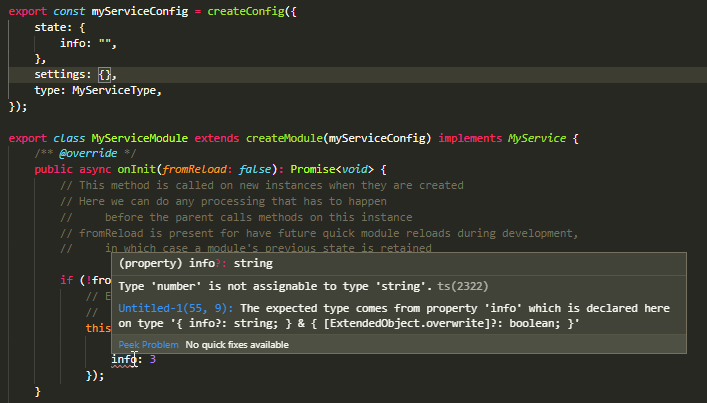 export const myServiceConfig = createConfig({
state: {
info: "",
},
settings: {},
type: MyServiceType,
});
export class MyServiceModule extends createModule(myServiceConfig) implements MyService {
/** @override */
public async onInit(fromReload: false): Promise<void> {
// This method is called on new instances when they are created
// Here we can do any processing that has to happen
//     before the parent calls methods on this instance
// fromReload is present for have future quick module reloads during development,
//     in which case a module's previous state is retained
(property) info?: string
if (!fro
Type 'number' is not assignable to type 'string'. ts(2322)
// E
Untitled-1(55, 9): The expected type comes from property 'info' which is declared here
//
on type '{ info?: string; } & { [ExtendedObject.overwrite]?: boolean; }'
this
Peek Problem No quick fixes available
info: 3
});
}